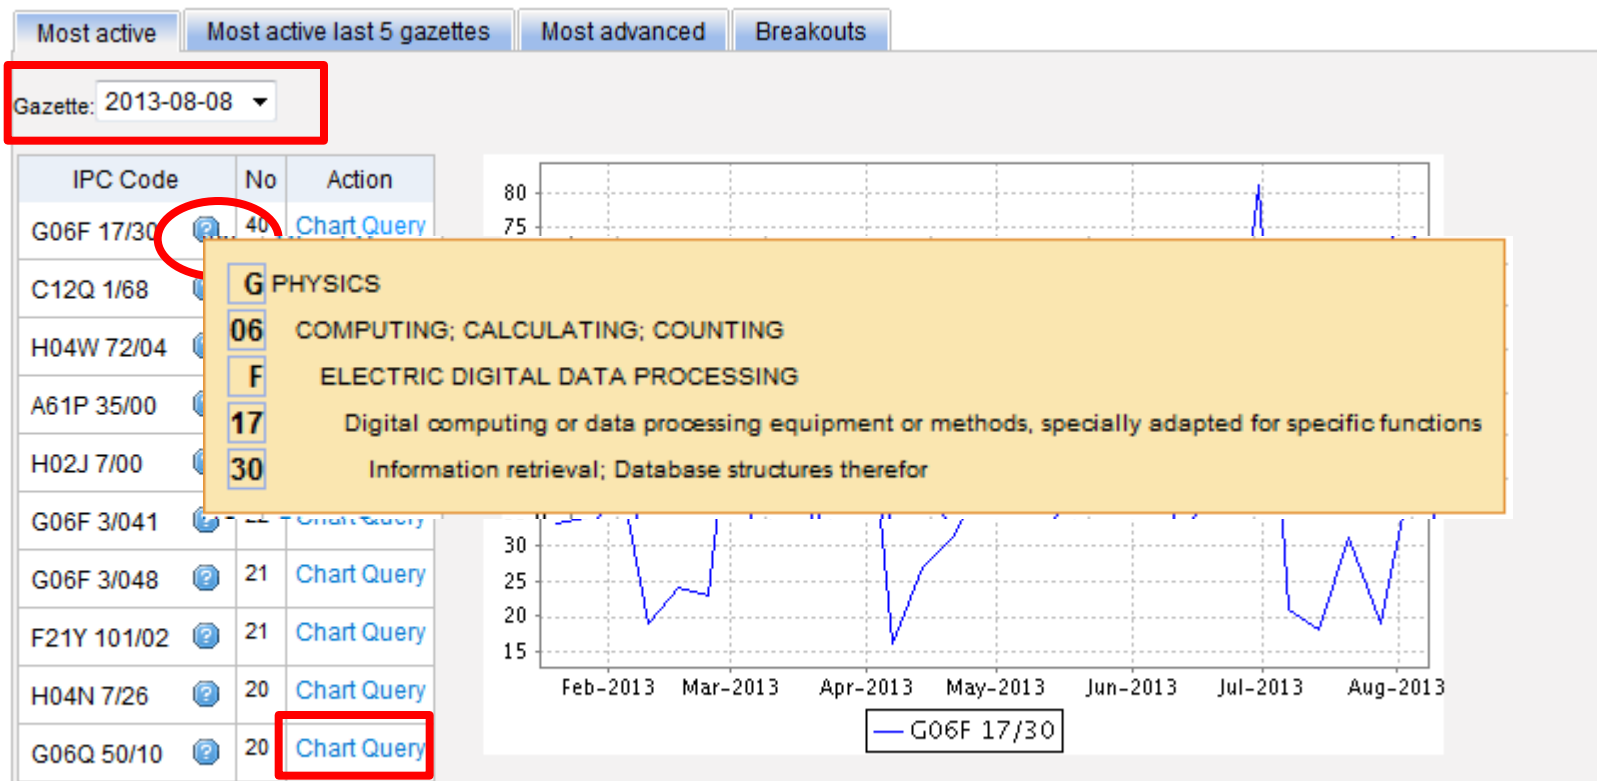 Most active Most active last 5 gazettes Most advanced Breakouts
Gazette: 2013-08-08
IPC Code No Action
G06F 17/30 40 Chart Query
C12Q 1/68
H04W 72/04
A61P 35/00
H02J 7/00
G06F 3/041 22 Chart Query
G06F 3/048 21 Chart Query
F21Y 101/02 21 Chart Query
H04N 7/26 20 Chart Query
G06Q 50/10 20 Chart Query
G PHYSICS
06 COMPUTING; CALCULATING; COUNTING
F ELECTRIC DIGITAL DATA PROCESSING
17 Digital computing or data processing equipment or methods, specially adapted for specific functions
30 Information retrieval; Database structures therefor
80
75
30
25
20
15
Feb-2013 Mar-2013 Apr-2013 May-2013 Jun-2013 Jul-2013 Aug-2013
G06F 17/30